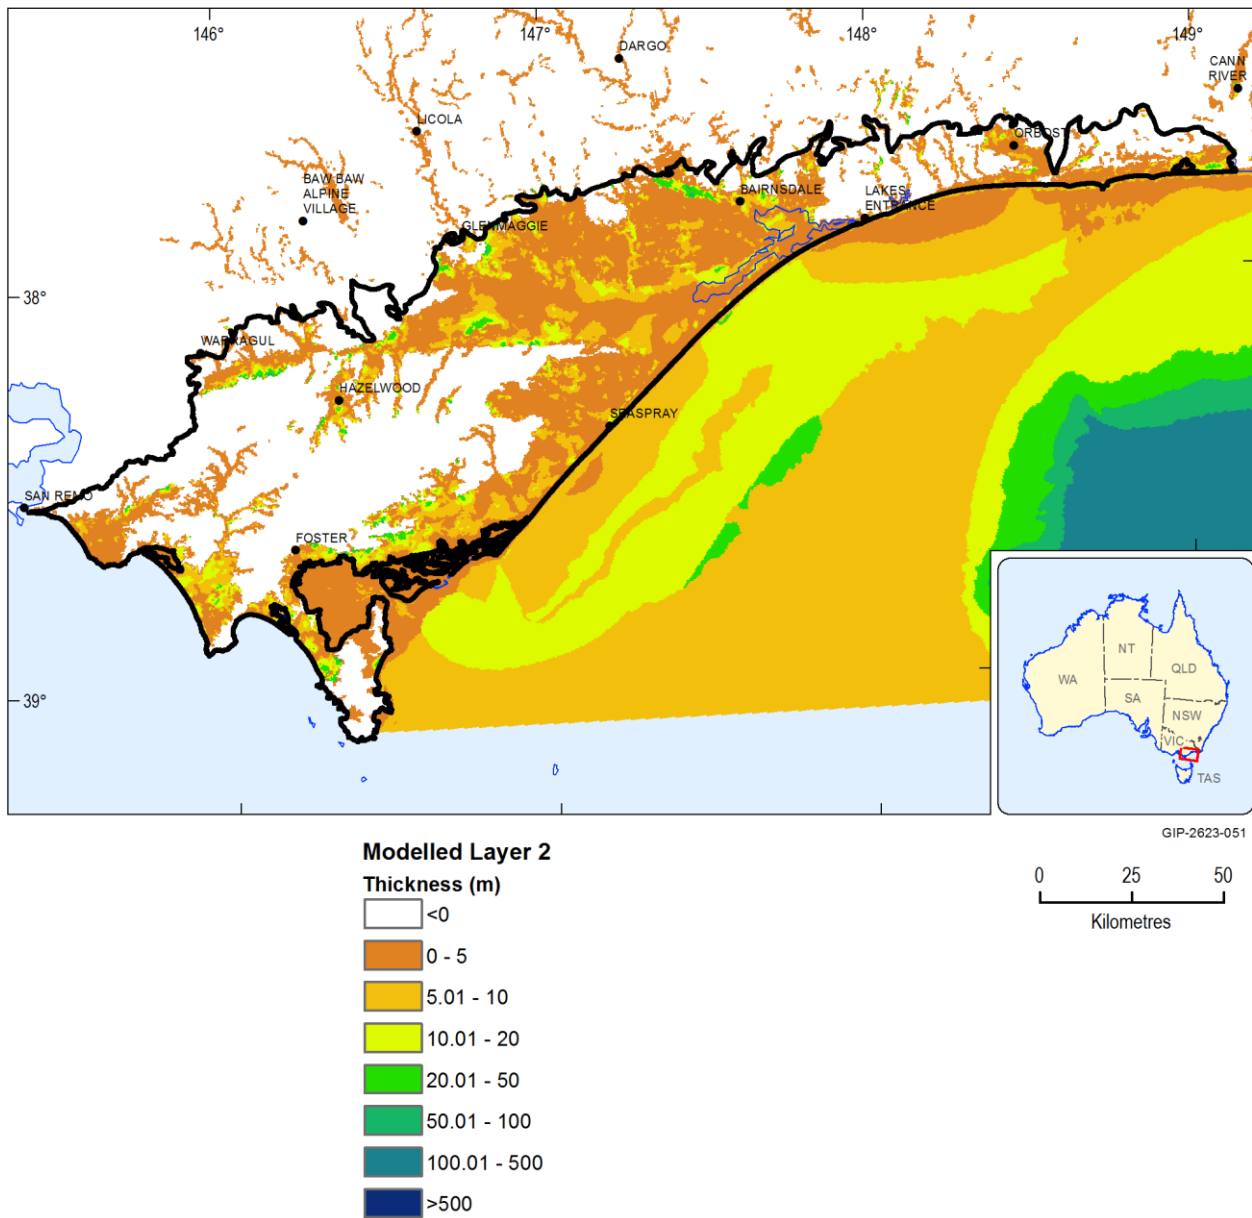 146°
147°
148°
149°
DARGO
CANN
RIVER
LICOLA
ORBOST
BAW BAW
ALPINE
VILLAGE
BAIRNSDALE
LAKES
ENTRANCE
GLENMAGGIE
38°
WARRAGUL
HAZELWOOD
SEASPRAY
SAN REMO
FOSTER
39°
NT
QLD
WA
SA
NSW
VIC
TAS
GIP-2623-051
Modelled Layer 2
Thickness (m)
<0
0 - 5
5.01 - 10
10.01 - 20
20.01 - 50
50.01 - 100
100.01 - 500
>500
0 25 50
Kilometres